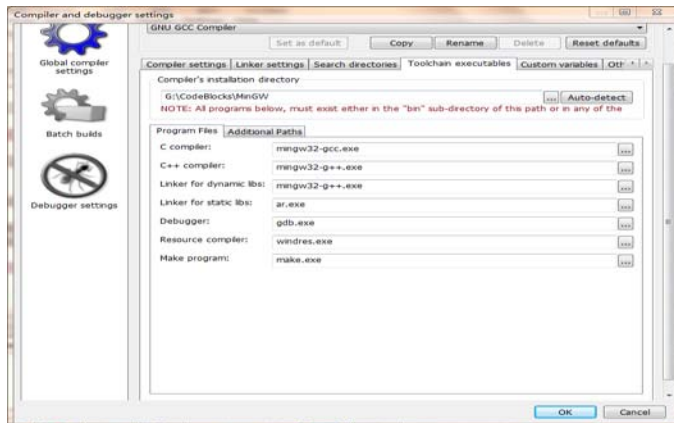 Compiler and debugger settings
GNU GCC Compiler
Set as default Copy Rename Delete Reset defaults
Global compiler settings
Compiler settings Linker settings Search directories Toolchain executables Custom variables Oth
Compiler's installation directory
G:\CodeBlocks\MinGW ... Auto-detect
NOTE: All programs below, must exist either in the "bin" sub-directory of this path or in any of the
Batch builds
Program Files Additional Paths
C compiler: mingw32-gcc.exe ...
C++ compiler: mingw32-g++.exe ...
Debugger settings
Linker for dynamic libs: mingw32-g++.exe ...
Linker for static libs: ar.exe ...
Debugger: gdb.exe ...
Resource compiler: windres.exe ...
Make program: make.exe ...
OK Cancel